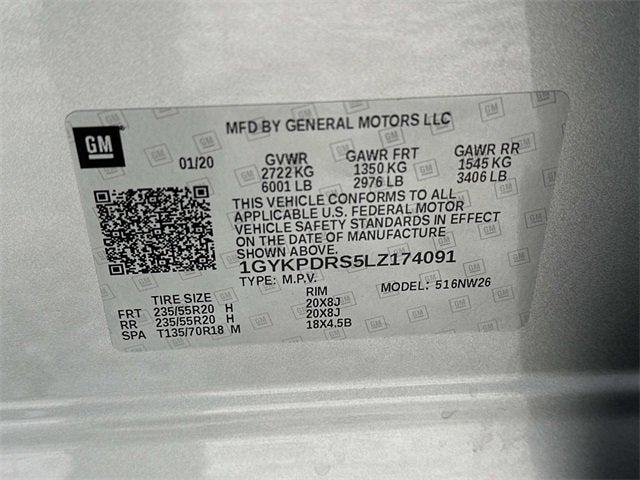 GM
MFD BY GENERAL MOTORS LLC
01/20 GVWR GAWR FRT GAWR RR
2722 KG 1350 KG 1545 KG
6001 LB 2976 LB 3406 LB
THIS VEHICLE CONFORMS TO ALL
APPLICABLE U.S. FEDERAL MOTOR
VEHICLE SAFETY STANDARDS IN EFFECT
ON THE DATE OF MANUFACTURE
SHOWN ABOVE.
1GYKPDRS5LZ174091
TYPE: M.P.V. MODEL: 516NW26
TIRE SIZE RIM
FRT 235/55R20 H 20X8J
RR 235/55R20 H 20X8J
SPA T135/70R18 M 18X4.5B